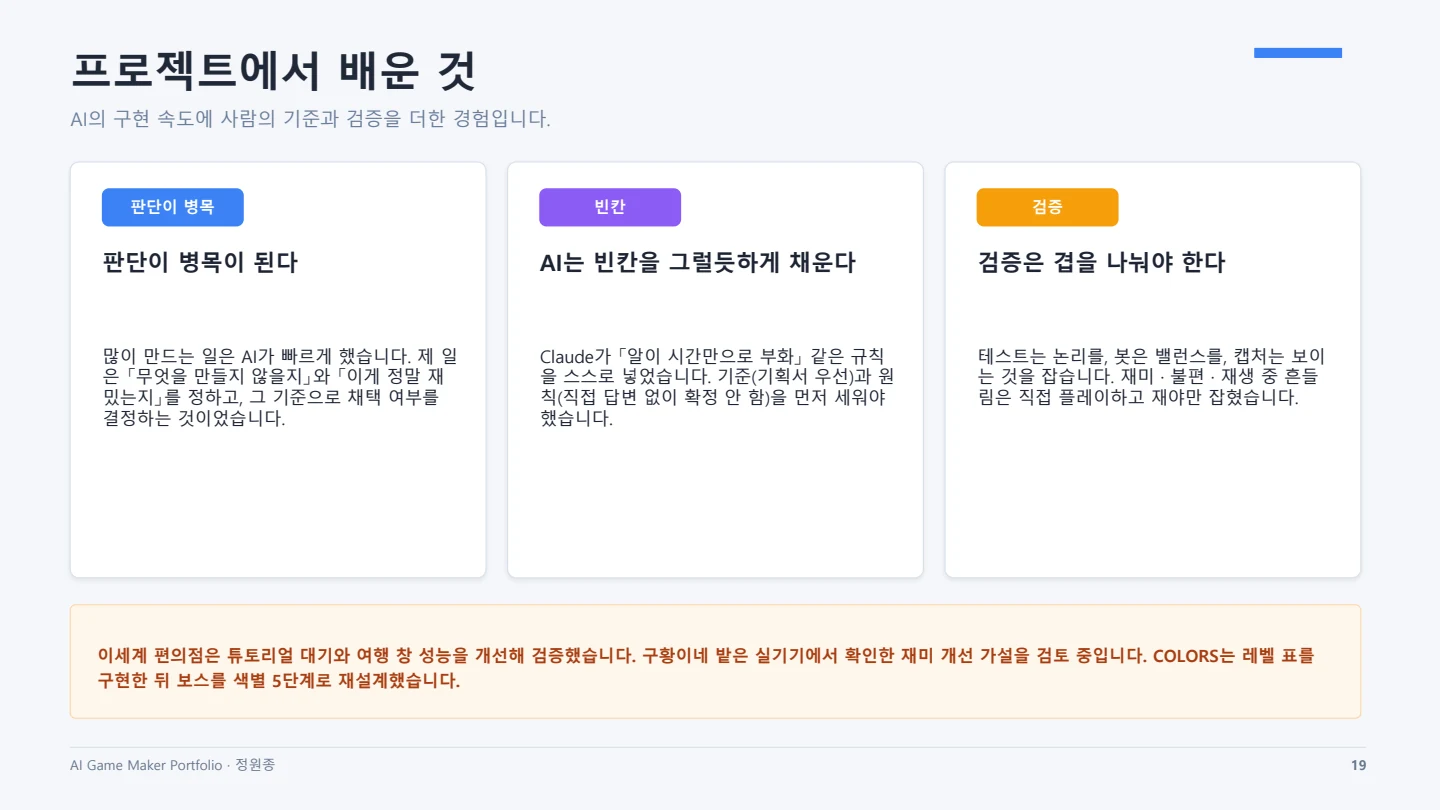 프로젝트에서 배운 것
AI의 구현 속도에 사람의 기준과 검증을 더한 경험입니다.
판단이 병목
판단이 병목이 된다
많이 만드는 일은 AI가 빠르게 했습니다. 제 일
은 「무엇을 만들지 않을지」와 「이게 정말 재
밌는지」를 정하고, 그 기준으로 채택 여부를
결정하는 것이었습니다.
빈칸
AI는 빈칸을 그럴듯하게 채운다
Claude가 「알이 시간만으로 부화」 같은 규칙
을 스스로 넣었습니다. 기준(기획서 우선)과 원
칙(직접 답변 없이 확정 안 함)을 먼저 세워야
했습니다.
검증
검증은 겹을 나눠야 한다
테스트는 논리를, 봇은 밸런스를, 캡처는 보이
는 것을 잡습니다. 재미 · 불편 · 재생 중 흔들
림은 직접 플레이하고 재야만 잡혔습니다.
이세계 편의점은 튜토리얼 대기와 여행 창 성능을 개선해 검증했습니다. 구황이네 밭은 실기기에서 확인한 재미 개선 가설을 검토 중입니다. COLORS는 레벨 표를
구현한 뒤 보스를 색별 5단계로 재설계했습니다.
AI Game Maker Portfolio · 정원종
19